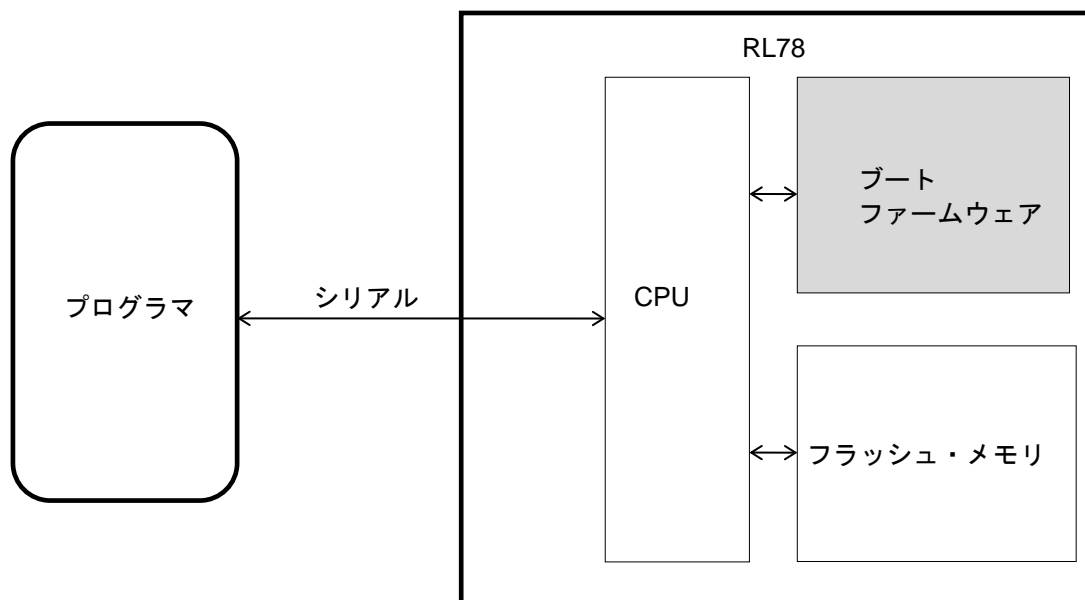 RL78
ブート
ファームウェア
プログラマ
シリアル
CPU
フラッシュ・メモリ